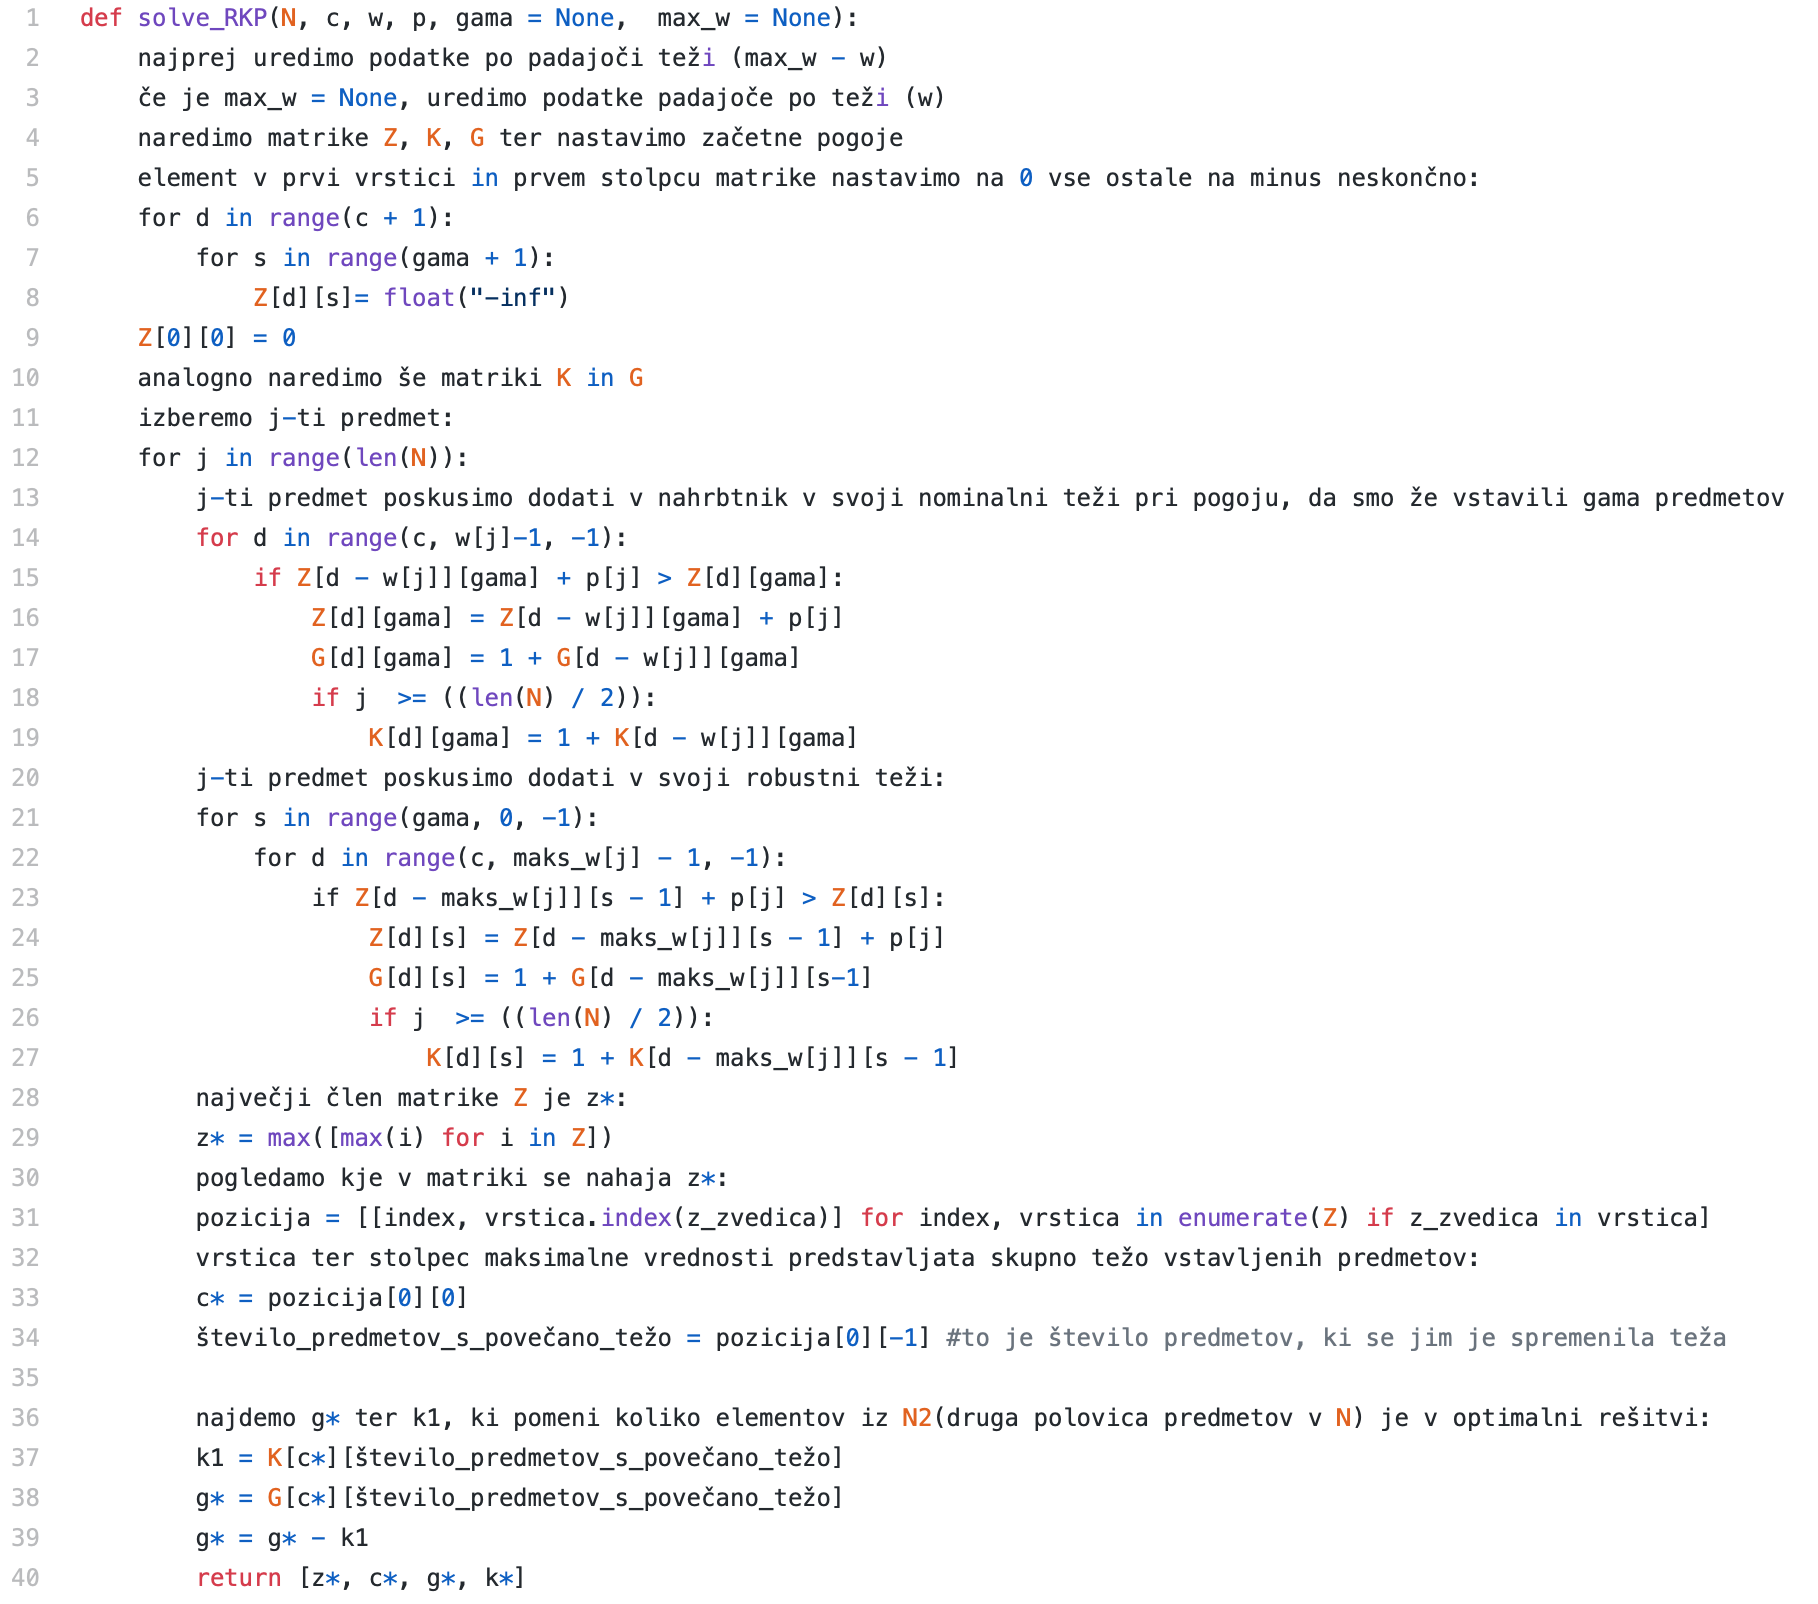 1 def solve_RKP(N, c, w, p, gama = None,  max_w = None):
2     najprej uredimo podatke po padajoči teži (max_w - w)
3     če je max_w = None, uredimo podatke padajoče po teži (w)
4     naredimo matrike Z, K, G ter nastavimo začetne pogoje
5     element v prvi vrstici in prvem stolpcu matrike nastavimo na 0 vse ostale na minus neskončno:
6     for d in range(c + 1):
7         for s in range(gama + 1):
8             Z[d][s]= float("-inf")
9     Z[0][0] = 0
10     analogno naredimo še matriki K in G
11     izberemo j-ti predmet:
12     for j in range(len(N)):
13         j-ti predmet poskusimo dodati v nahrbtnik v svoji nominalni teži pri pogoju, da smo že vstavili gama predmetov
14         for d in range(c, w[j]-1, -1):
15             if Z[d - w[j]][gama] + p[j] > Z[d][gama]:
16                 Z[d][gama] = Z[d - w[j]][gama] + p[j]
17                 G[d][gama] = 1 + G[d - w[j]][gama]
18                 if j  >= ((len(N) / 2)):
19                     K[d][gama] = 1 + K[d - w[j]][gama]
20         j-ti predmet poskusimo dodati v svoji robustni teži:
21         for s in range(gama, 0, -1):
22             for d in range(c, maks_w[j] - 1, -1):
23                 if Z[d - maks_w[j]][s - 1] + p[j] > Z[d][s]:
24                     Z[d][s] = Z[d - maks_w[j]][s - 1] + p[j]
25                     G[d][s] = 1 + G[d - maks_w[j]][s-1]
26                     if j  >= ((len(N) / 2)):
27                         K[d][s] = 1 + K[d - maks_w[j]][s - 1]
28         največji člen matrike Z je z*:
29         z* = max([max(i) for i in Z])
30         pogledamo kje v matriki se nahaja z*:
31         pozicija = [[index, vrstica.index(z_zvedica)] for index, vrstica in enumerate(Z) if z_zvedica in vrstica]
32         vrstica ter stolpec maksimalne vrednosti predstavljata skupno težo vstavljenih predmetov:
33         c* = pozicija[0][0]
34         število_predmetov_s_povečano_težo = pozicija[0][-1] #to je število predmetov, ki se jim je spremenila teža
35
36         najdemo g* ter k1, ki pomeni koliko elementov iz N2(druga polovica predmetov v N) je v optimalni rešitvi:
37         k1 = K[c*][število_predmetov_s_povečano_težo]
38         g* = G[c*][število_predmetov_s_povečano_težo]
39         g* = g* - k1
40         return [z*, c*, g*, k*]